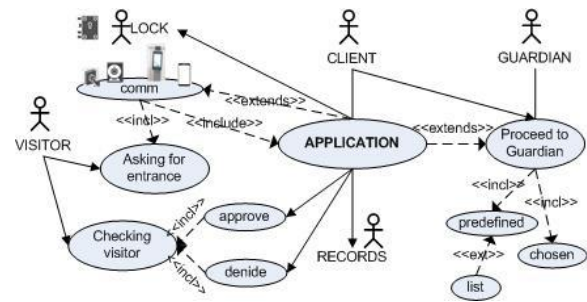 LOCK
CLIENT
GUARDIAN
comm
<<extends>>
<<incl>>
<<include>>
VISITOR
APPLICATION
<<extends>>
Proceed to
Guardian
Asking for
entrance
<<incl>>
<<incl>>
<<incl>>
approve
predefined
Checking
visitor
<<incl>>
denide
RECORDS
<<ext>>
chosen
list